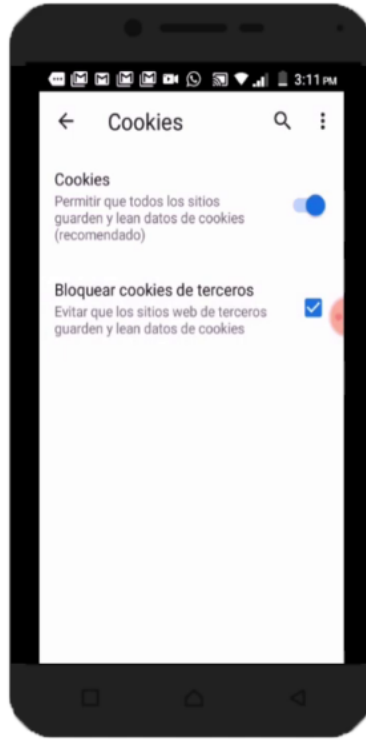 3:11 PM
Cookies
Cookies
Permitir que todos los sitios
guarden y lean datos de cookies
(recomendado)
Bloquear cookies de terceros
Evitar que los sitios web de terceros
guarden y lean datos de cookies